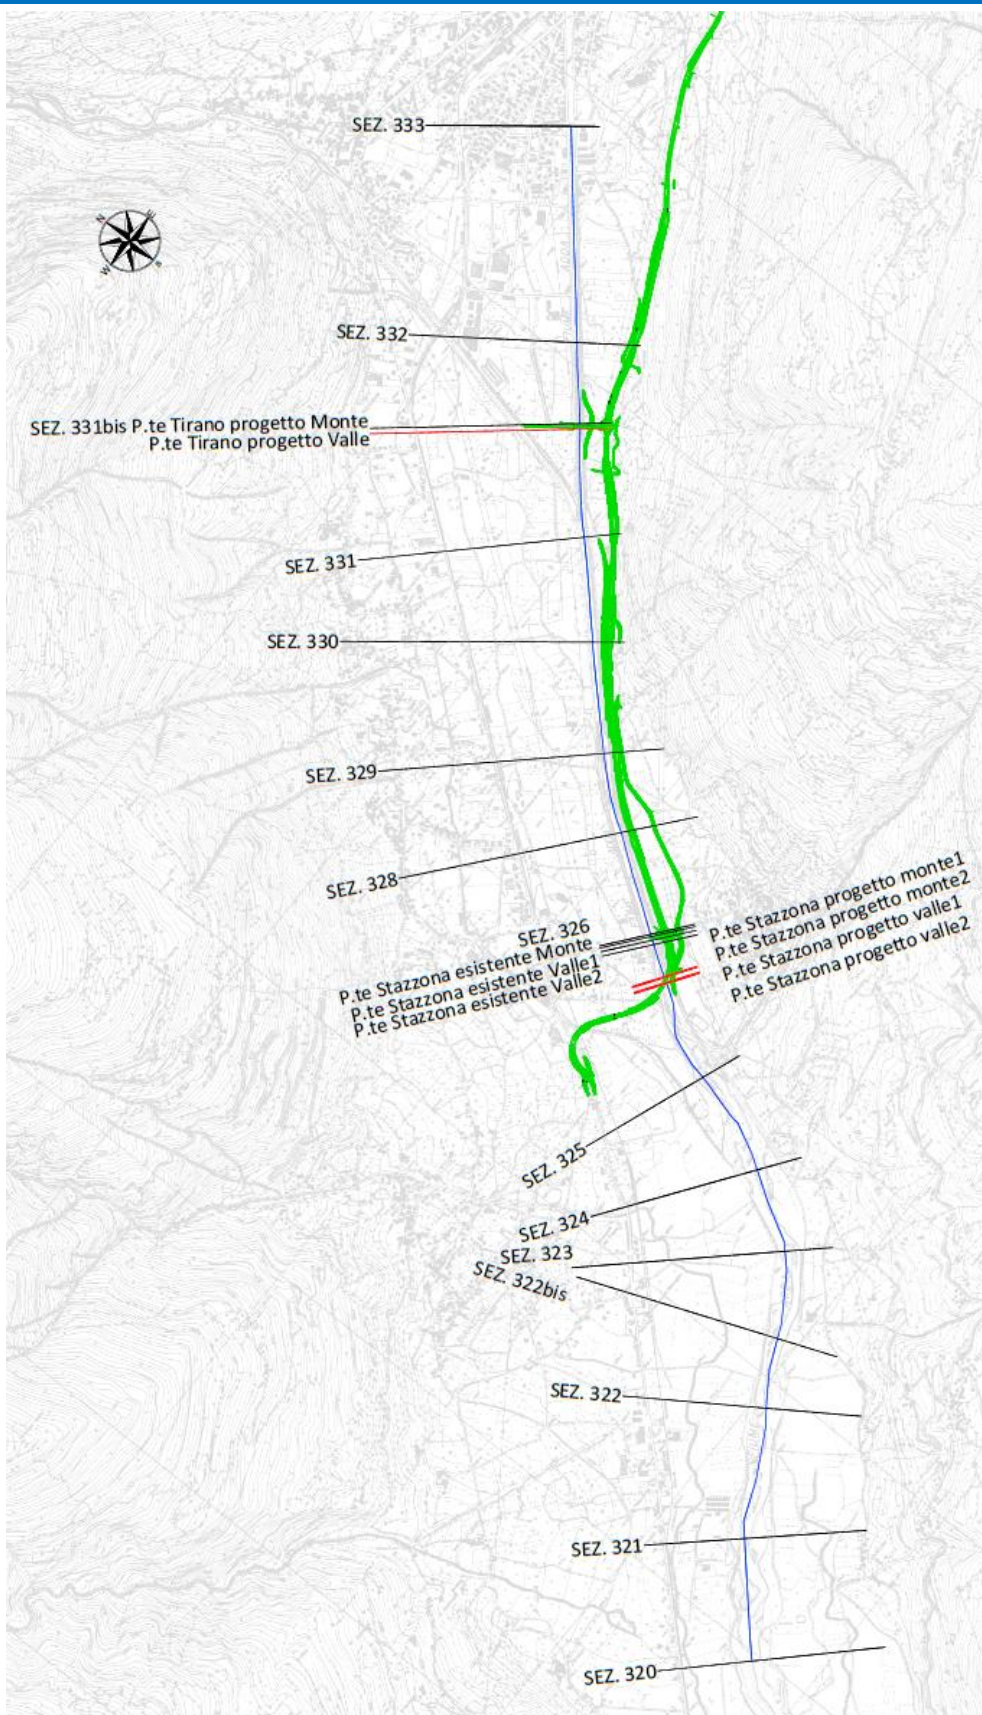 SEZ. 333
N
E
W
S
SEZ. 332
SEZ. 331bis P.te Tirano progetto Monte
P.te Tirano progetto Valle
SEZ. 331
SEZ. 330
SEZ. 329
SEZ. 328
SEZ. 326
P.te Stazzona esistente Monte
P.te Stazzona esistente Valle1
P.te Stazzona esistente Valle2
P.te Stazzona progetto monte1
P.te Stazzona progetto monte2
P.te Stazzona progetto valle1
P.te Stazzona progetto valle2
SEZ. 325
SEZ. 324
SEZ. 323
SEZ. 322bis
SEZ. 322
SEZ. 321
SEZ. 320